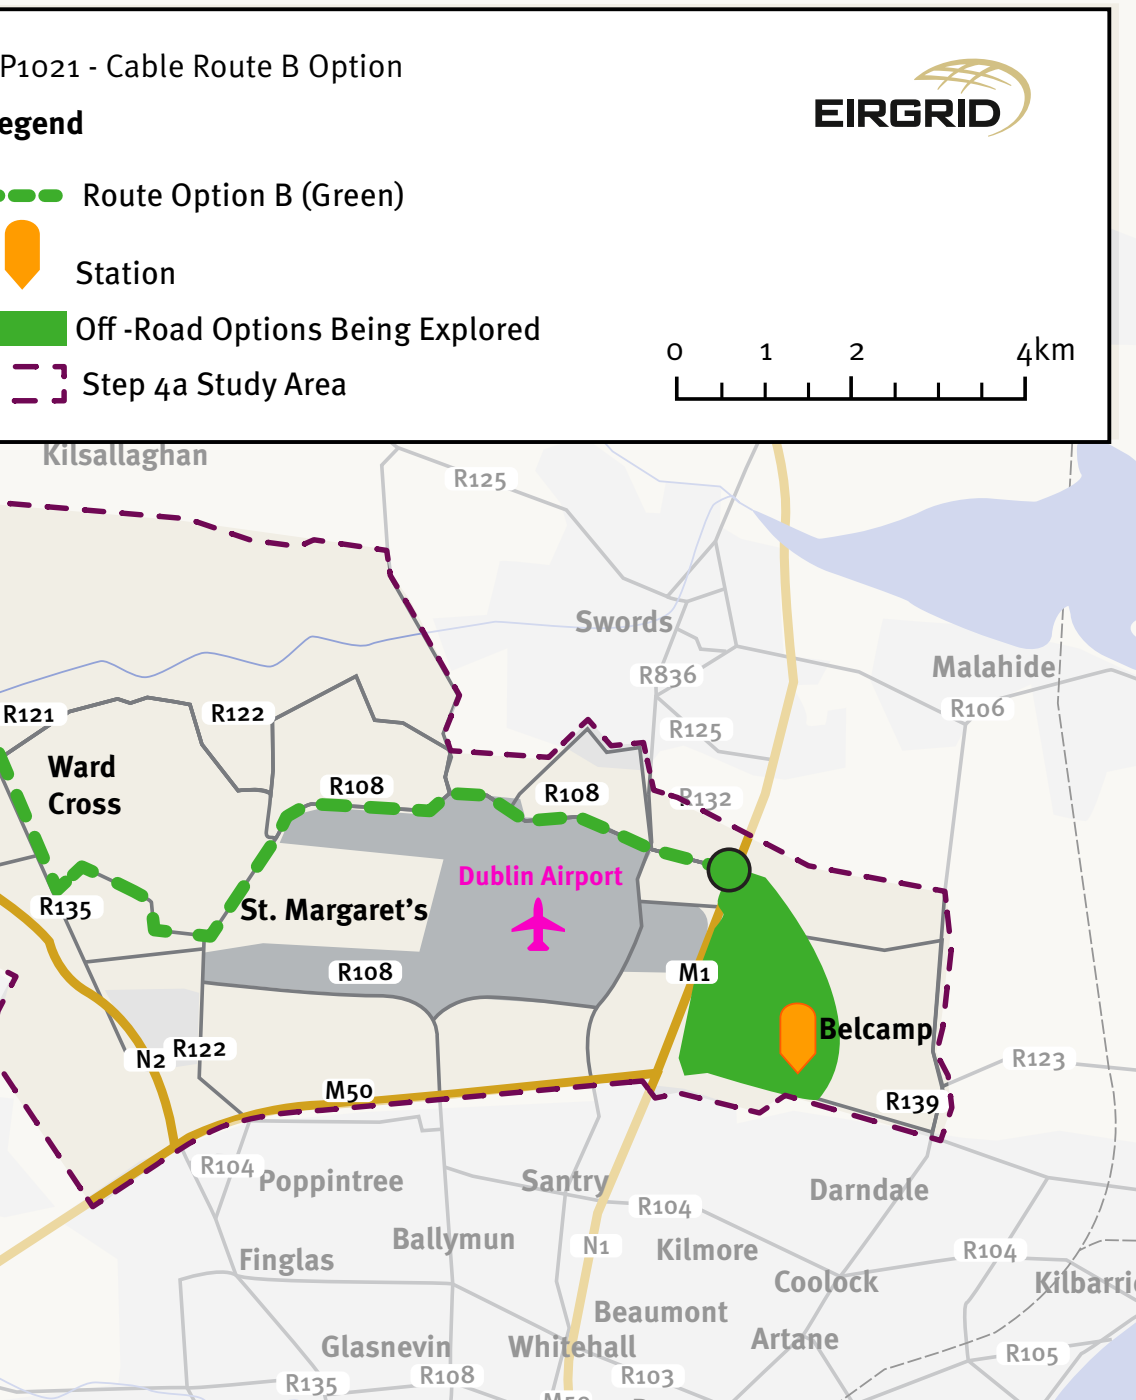 P1021 - Cable Route B Option
EIRGRID
egend
Route Option B (Green)
Station
Off -Road Options Being Explored
Step 4a Study Area
0 1 2 4km
Kilsallaghan
R125
Swords
Malahide
R836
R106
R121
R122
R125
Ward
Cross
R108
R108
R132
Dublin Airport
R135
St. Margaret's
R108
M1
Belcamp
N2
R122
R123
M50
R139
R104
Poppintree
Santry
Darndale
R104
Ballymun
N1
Kilmore
R104
Finglas
Coolock
Kilbarri
Beaumont
Glasnevin
Whitehall
Artane
R105
R135
R108
R103
M50